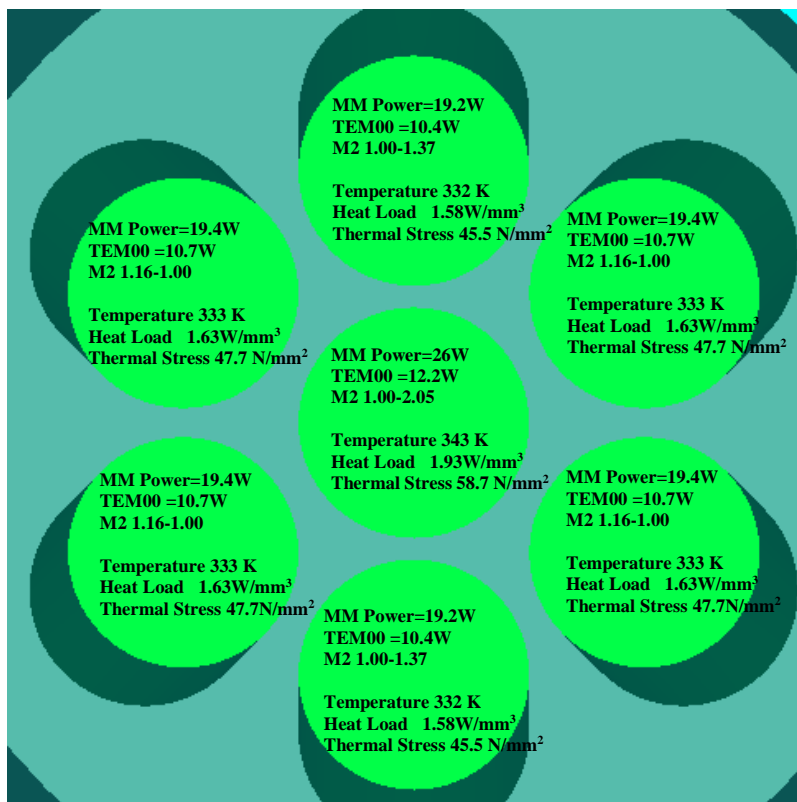 MM Power=19.2W
TEM00 =10.4W
M2 1.00-1.37
Temperature 332 K
Heat Load 1.58W/mm³
Thermal Stress 45.5 N/mm²
MM Power=19.4W
TEM00 =10.7W
M2 1.16-1.00
Temperature 333 K
Heat Load 1.63W/mm³
Thermal Stress 47.7 N/mm²
MM Power=19.4W
TEM00 =10.7W
M2 1.16-1.00
Temperature 333 K
Heat Load 1.63W/mm³
Thermal Stress 47.7 N/mm²
MM Power=26W
TEM00 =12.2W
M2 1.00-2.05
Temperature 343 K
Heat Load 1.93W/mm³
Thermal Stress 58.7 N/mm²
MM Power=19.4W
TEM00 =10.7W
M2 1.16-1.00
Temperature 333 K
Heat Load 1.63W/mm³
Thermal Stress 47.7N/mm²
MM Power=19.4W
TEM00 =10.7W
M2 1.16-1.00
Temperature 333 K
Heat Load 1.63W/mm³
Thermal Stress 47.7N/mm²
MM Power=19.2W
TEM00 =10.4W
M2 1.00-1.37
Temperature 332 K
Heat Load 1.58W/mm³
Thermal Stress 45.5 N/mm²